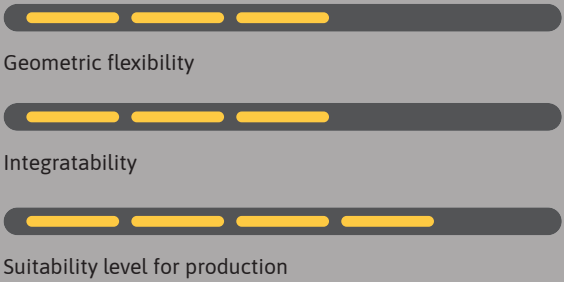 Geometric flexibility
Integratability
Suitability level for production